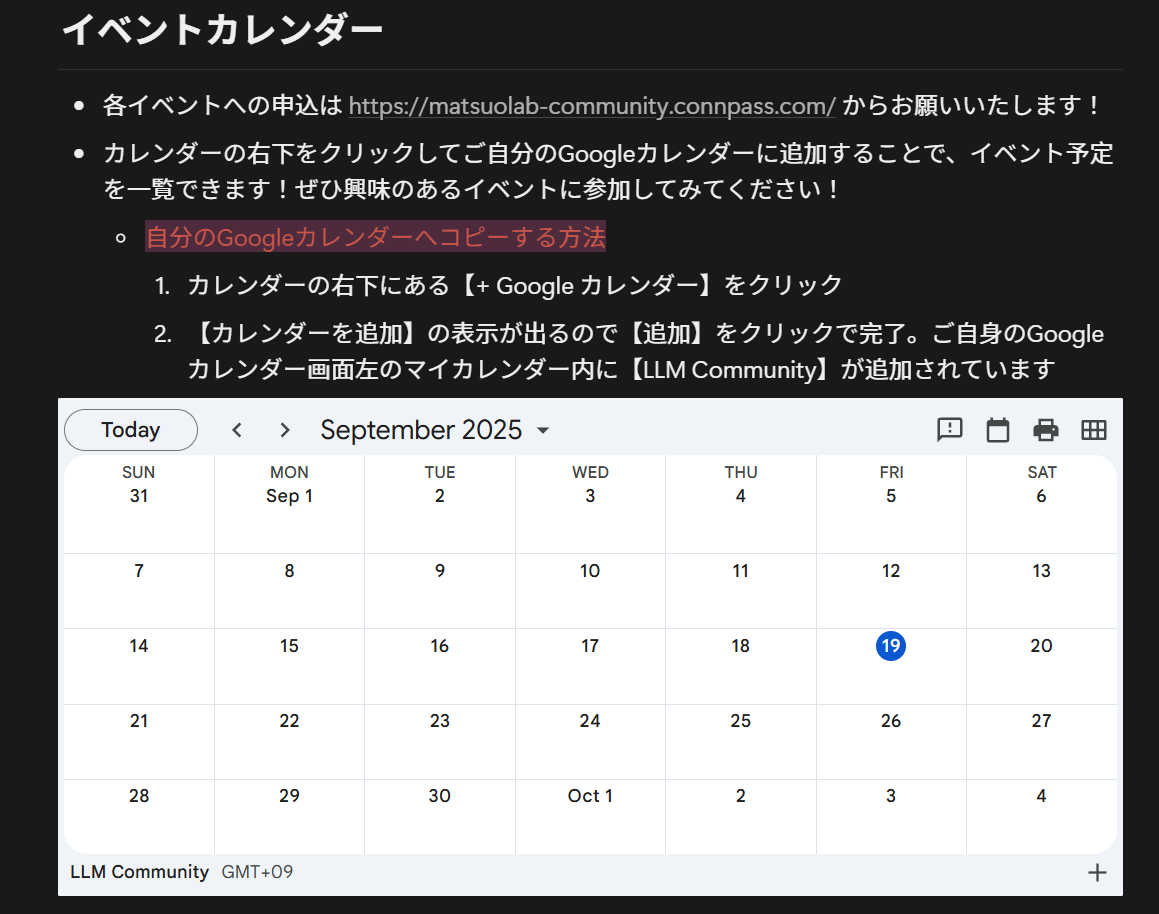 イベントカレンダー
• 各イベントへの申込は https://matsuolab-community.connpass.com/ からお願いいたします！
• カレンダーの右下をクリックしてご自分のGoogleカレンダーに追加することで、イベント予定
を一覧できます！ぜひ興味のあるイベントに参加してみてください！
◦ 自分のGoogleカレンダーへコピーする方法
1. カレンダーの右下にある【+ Google カレンダー】をクリック
2. 【カレンダーを追加】の表示が出るので【追加】をクリックで完了。ご自身のGoogle
カレンダー画面左のマイカレンダー内に【LLM Community】が追加されています
Today September 2025
SUN MON TUE WED THU FRI SAT
31 Sep 1 2 3 4 5 6
7 8 9 10 11 12 13
14 15 16 17 18 19 20
21 22 23 24 25 26 27
28 29 30 Oct 1 2 3 4
LLM Community GMT+09